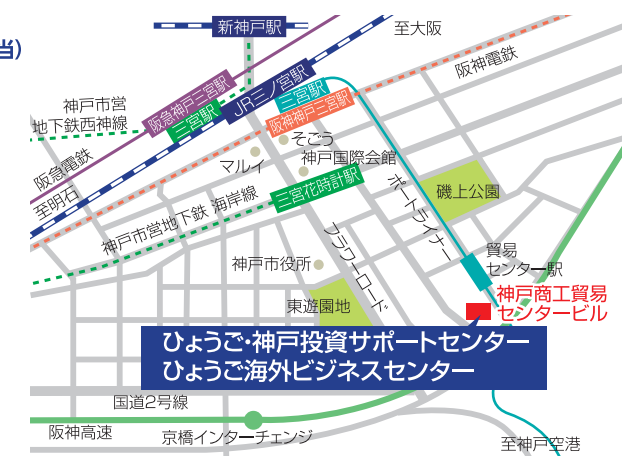 当)
新神戸駅
至大阪
阪神電鉄
神戸市営
地下鉄西神線
阪急神戸三宮駅
三宮駅
JR三ノ宮駅
三宮駅
阪神神戸三宮駅
そごう
マルイ
神戸国際会館
阪急電鉄
至明石
三宮花時計駅
神戸市営地下鉄 海岸線
ポートライナー
磯上公園
フラワーロード
神戸市役所
貿易
センター駅
東遊園地
神戸商工貿易
センタービル
ひょうご・神戸投資サポートセンター
ひょうご海外ビジネスセンター
国道2号線
阪神高速
京橋インターチェンジ
至神戸空港